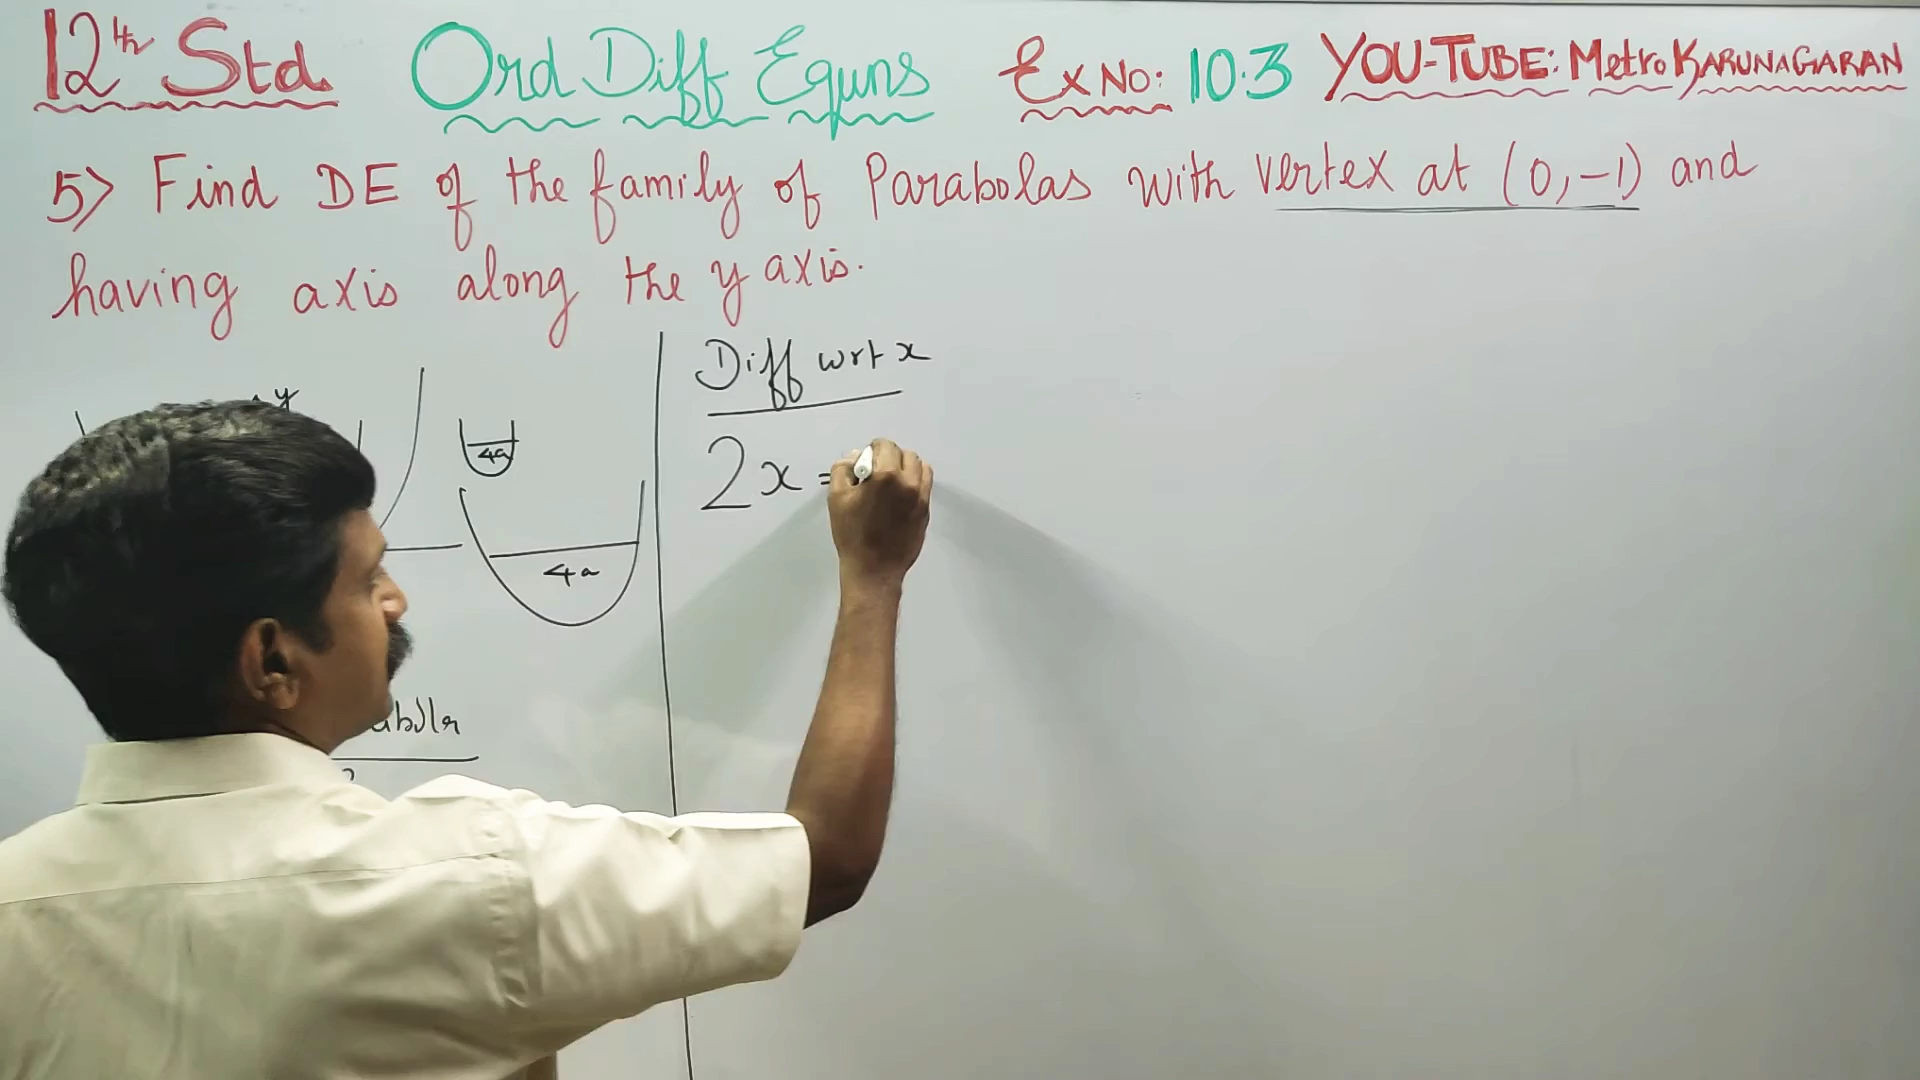 12th Std. Ord Diff Equns Ex No: 10.3 YOU-TUBE: Metro KARUNAGARAN
5) Find DE of the family of Parabolas with vertex at (0,-1) and
having axis along the y axis.
Diff wrt x
y
4a
2x =
4a